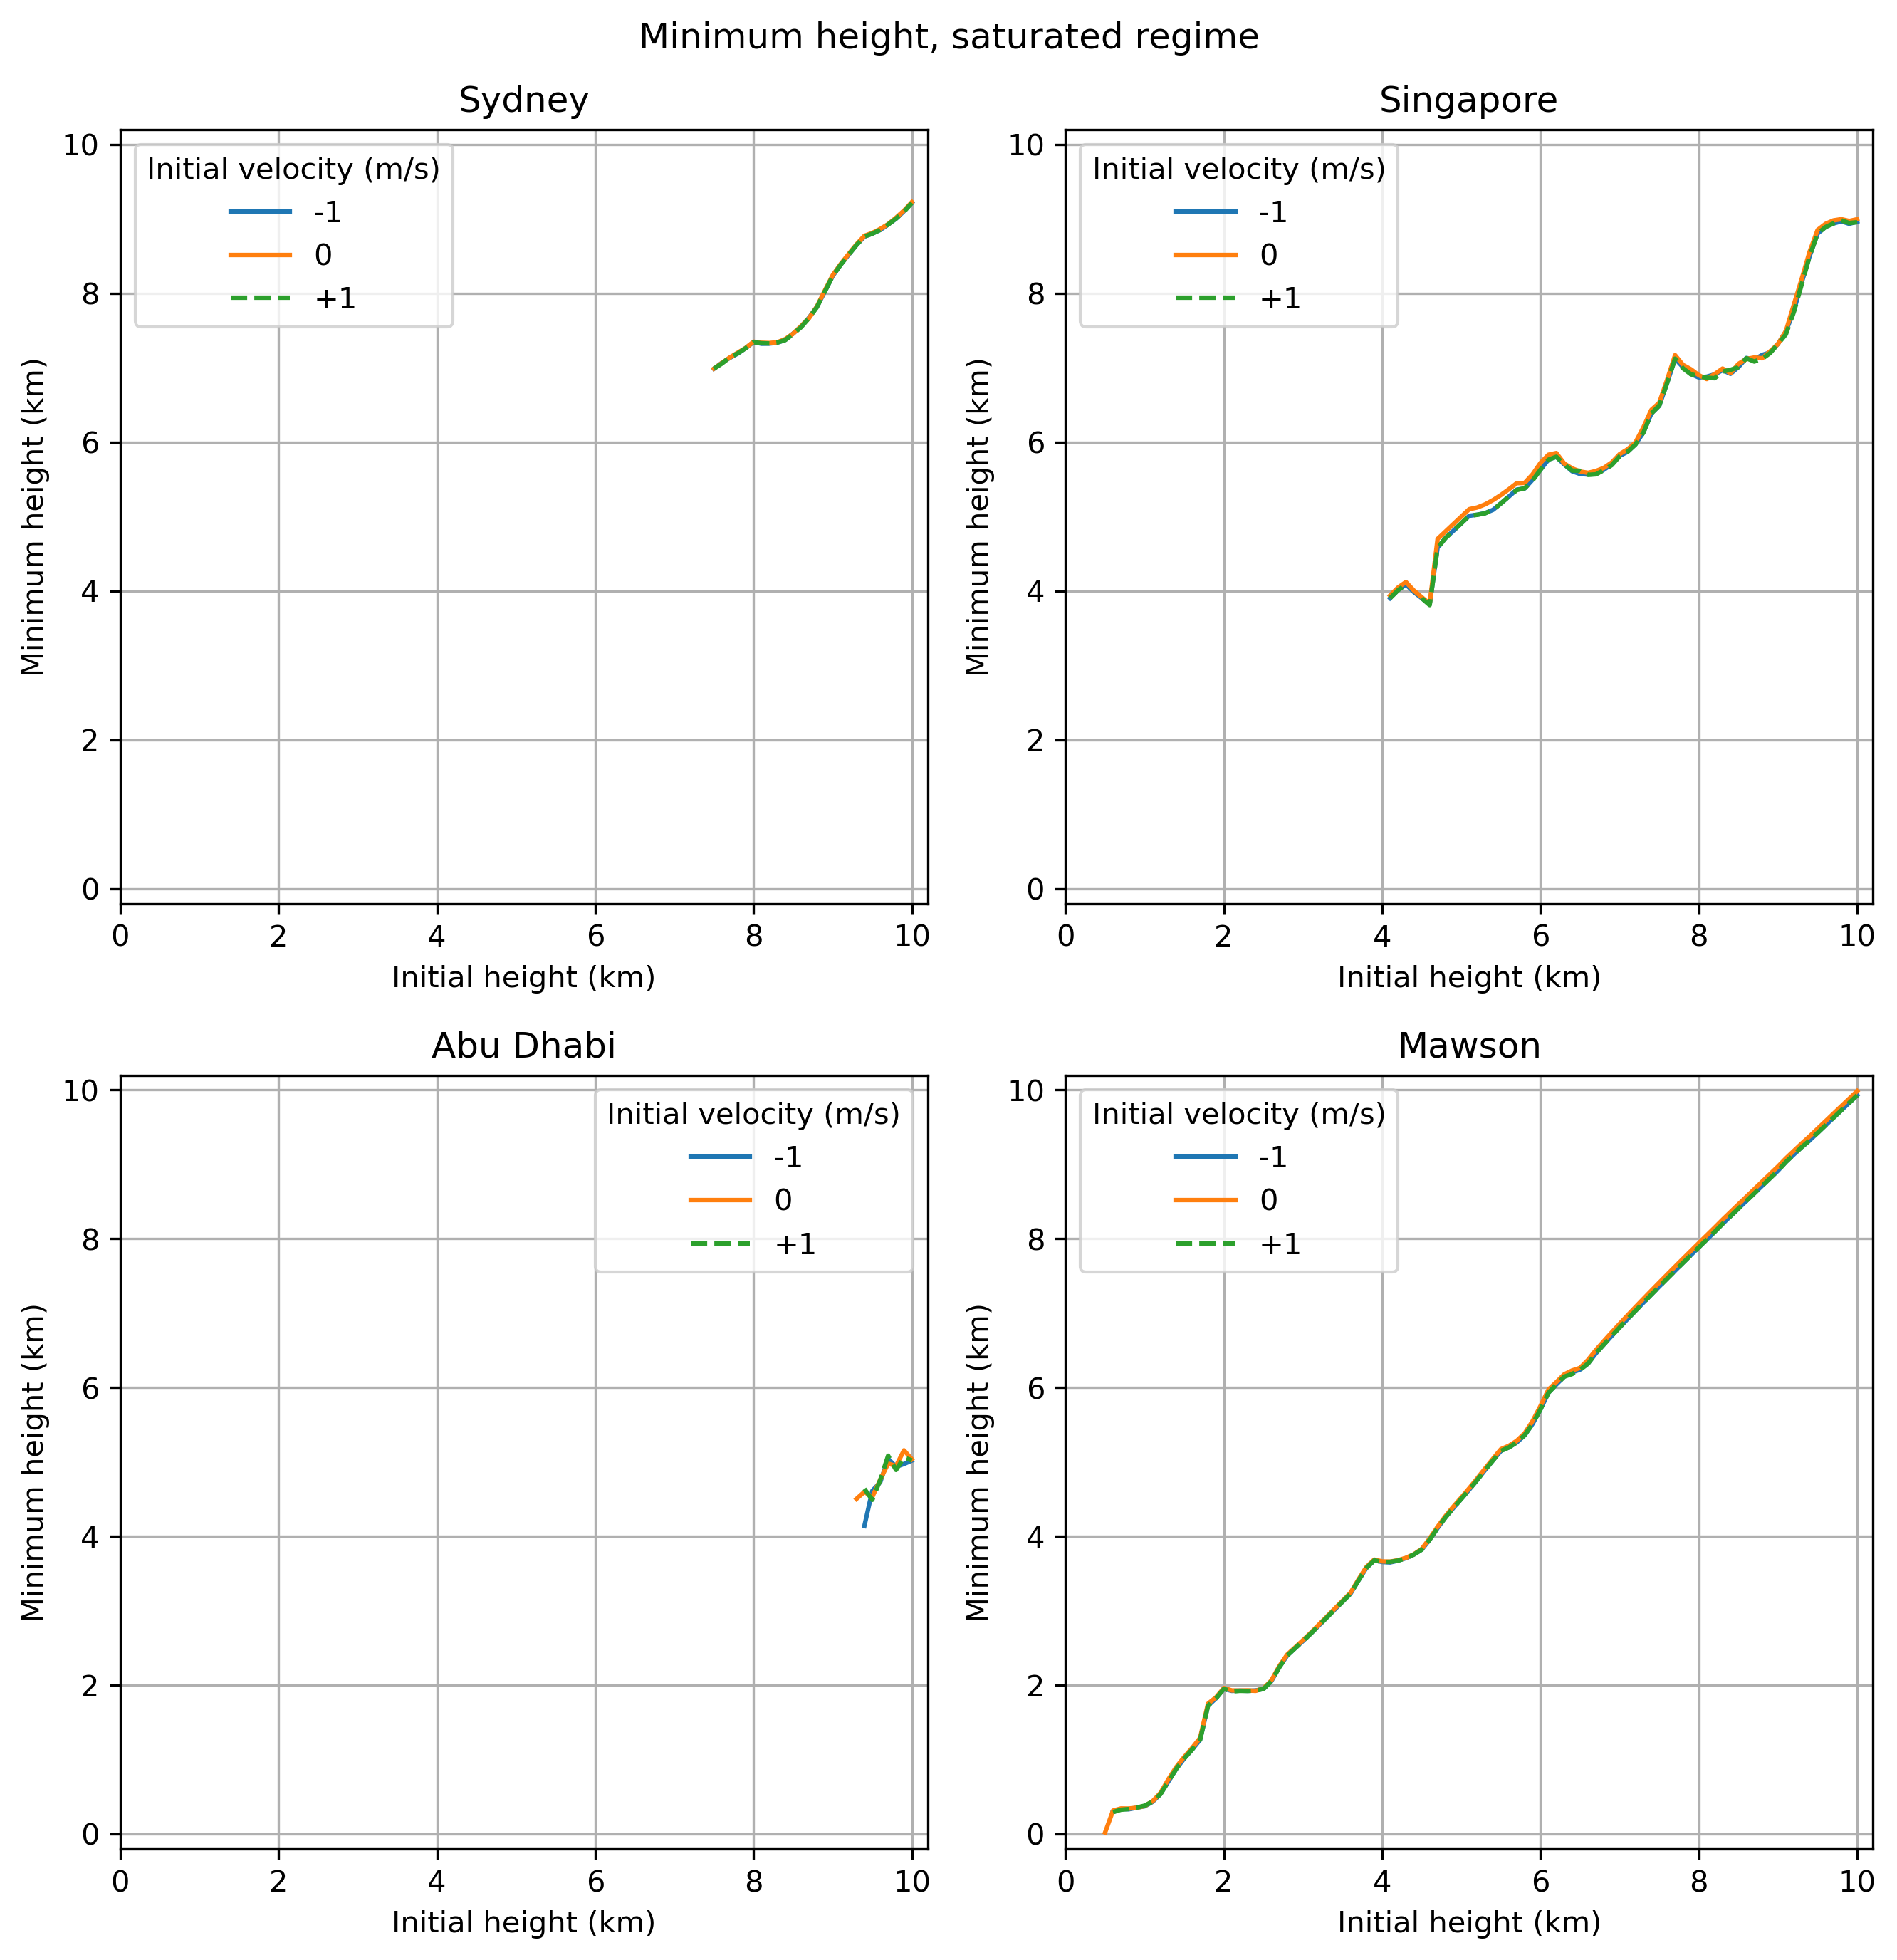 Minimum height, saturated regime
Sydney
Minimum height (km)
10
8
6
4
2
0
Initial velocity (m/s)
-1
0
+1
0 2 4 6 8 10
Initial height (km)
Singapore
Minimum height (km)
10
8
6
4
2
0
Initial velocity (m/s)
-1
0
+1
0 2 4 6 8 10
Initial height (km)
Abu Dhabi
Minimum height (km)
10
8
6
4
2
0
Initial velocity (m/s)
-1
0
+1
0 2 4 6 8 10
Initial height (km)
Mawson
Minimum height (km)
10
8
6
4
2
0
Initial velocity (m/s)
-1
0
+1
0 2 4 6 8 10
Initial height (km)